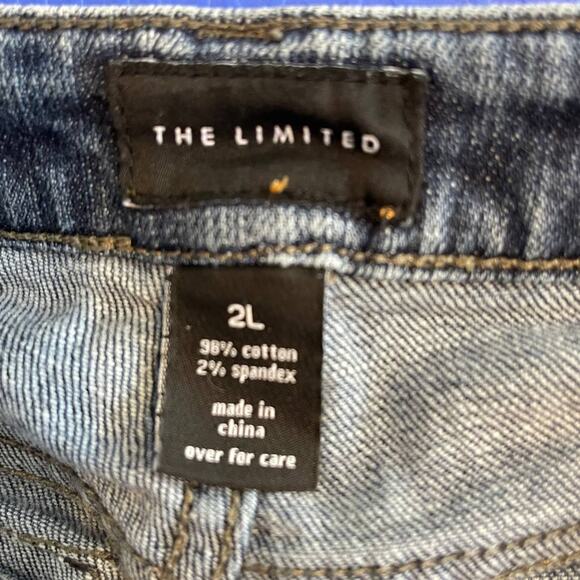 THE LIMITED
2L
98% cotton
2% spandex
made in
china
over for care